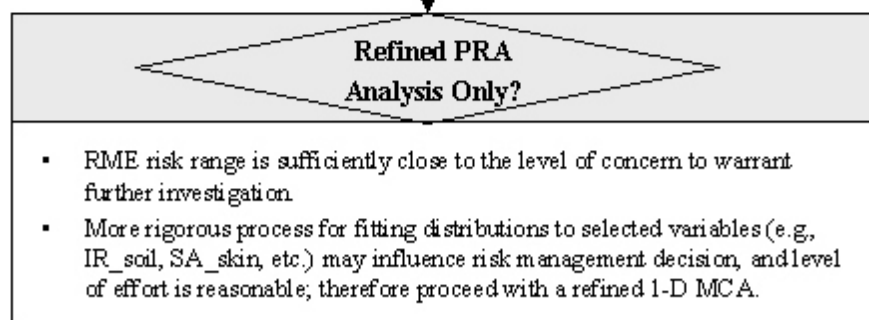 Refined PRA
Analysis Only?
▪ RME risk range is sufficiently close to the level of concern to warrant
further investigation.
▪ More rigorous process for fitting distributions to selected variables (e.g.,
IR_soil, SA_skin, etc.) may influence risk management decision, and level
of effort is reasonable; therefore proceed with a refined 1-D MCA.